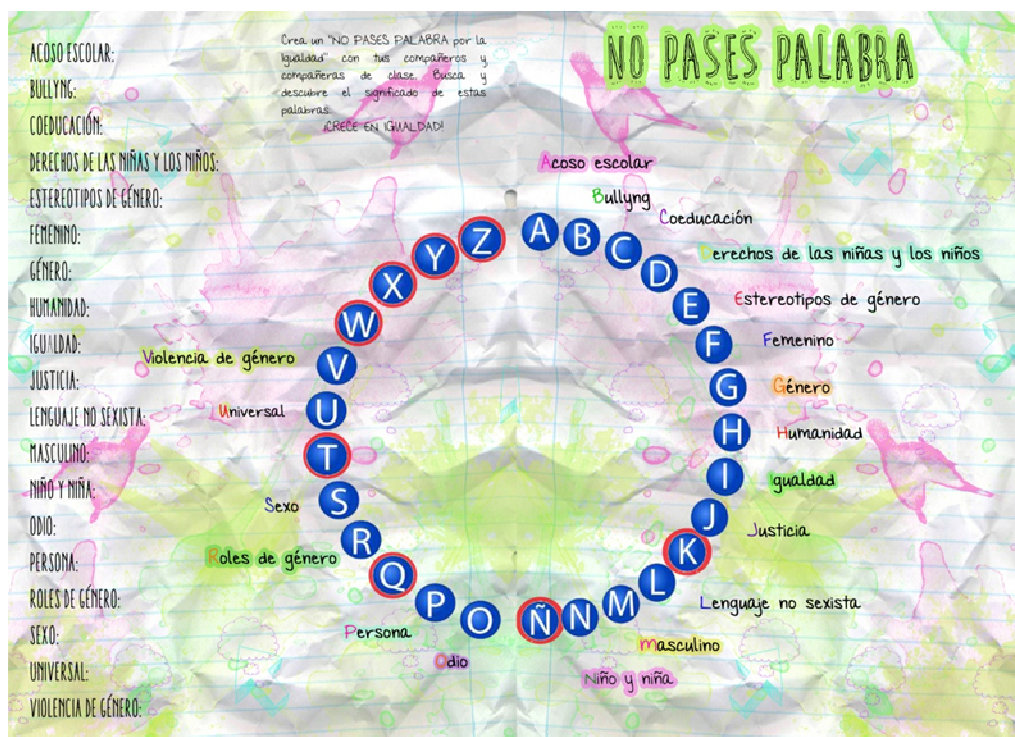 NO PASES PALABRA
Crea un "NO PASES PALABRA por la
Igualdad" con tus compañeros y
compañeras de clase. Busca y
descubre el significado de estas
palabras.
¡CRECE EN IGUALDAD!
ACOSO ESCOLAR:
BULLYNG:
COEDUCACIÓN:
DERECHOS DE LAS NIÑAS Y LOS NIÑOS:
ESTEREOTIPOS DE GÉNERO:
FEMENINO:
GÉNERO:
HUMANIDAD:
IGUALDAD:
JUSTICIA:
LENGUAJE NO SEXISTA:
MASCULINO:
NIÑO Y NIÑA:
ODIO:
PERSONA:
ROLES DE GÉNERO:
SEXO:
UNIVERSAL:
VIOLENCIA DE GÉNERO:
A
Acoso escolar
B
Bullyng
C
Coeducación
D
Derechos de las niñas y los niños
E
Estereotipos de género
F
Femenino
G
Género
H
Humanidad
I
Igualdad
J
Justicia
K
L
Lenguaje no sexista
M
Masculino
N
Niño y niña
Ñ
O
Odio
P
Persona
Q
R
Roles de género
S
Sexo
T
U
Universal
V
Violencia de género
W
X
Y
Z